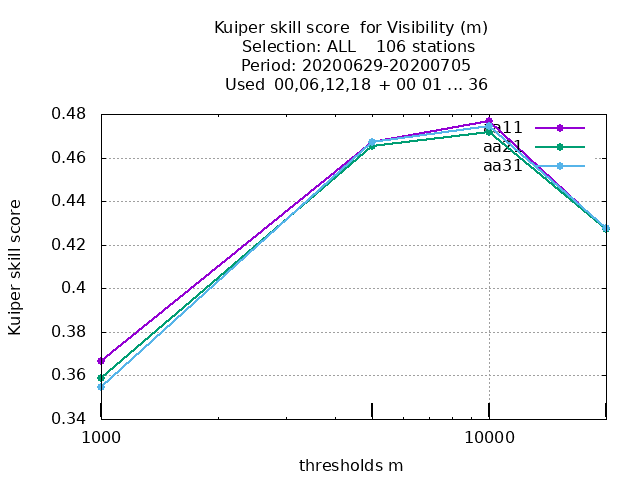 Kuiper skill score  for Visibility (m)
Selection: ALL    106 stations
Period: 20200629-20200705
Used  00,06,12,18 + 00 01 ... 36
0.48
0.46
0.44
0.42
0.4
0.38
0.36
0.34
1000
10000
Kuiper skill score
thresholds m
aa11
aa21
aa31